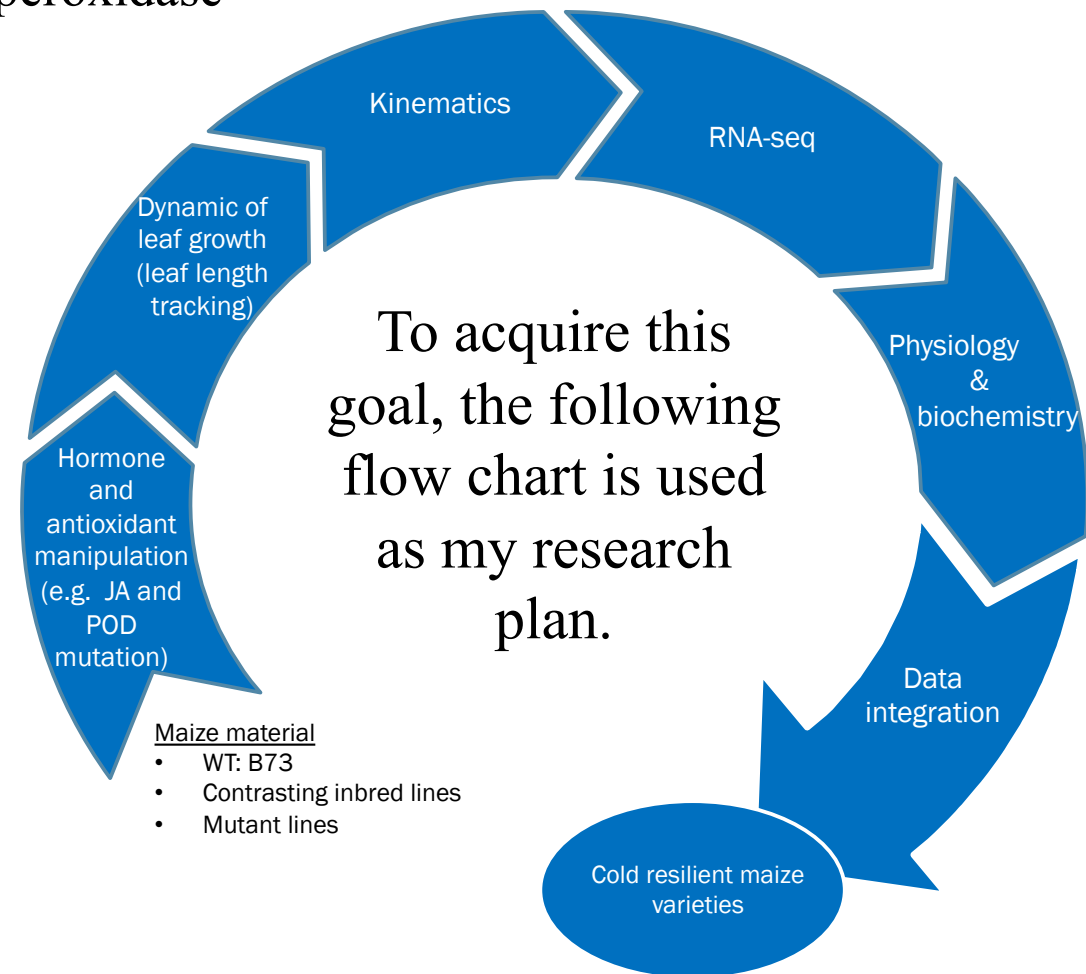 peroxidase
Kinematics
RNA-seq
Dynamic of
leaf growth
(leaf length
tracking)
Physiology
&
biochemistry
Hormone
and
antioxidant
manipulation
(e.g. JA and
POD
mutation)
To acquire this
goal, the following
flow chart is used
as my research
plan.
Data
integration
Maize material
• WT: B73
• Contrasting inbred lines
• Mutant lines
Cold resilient maize
varieties